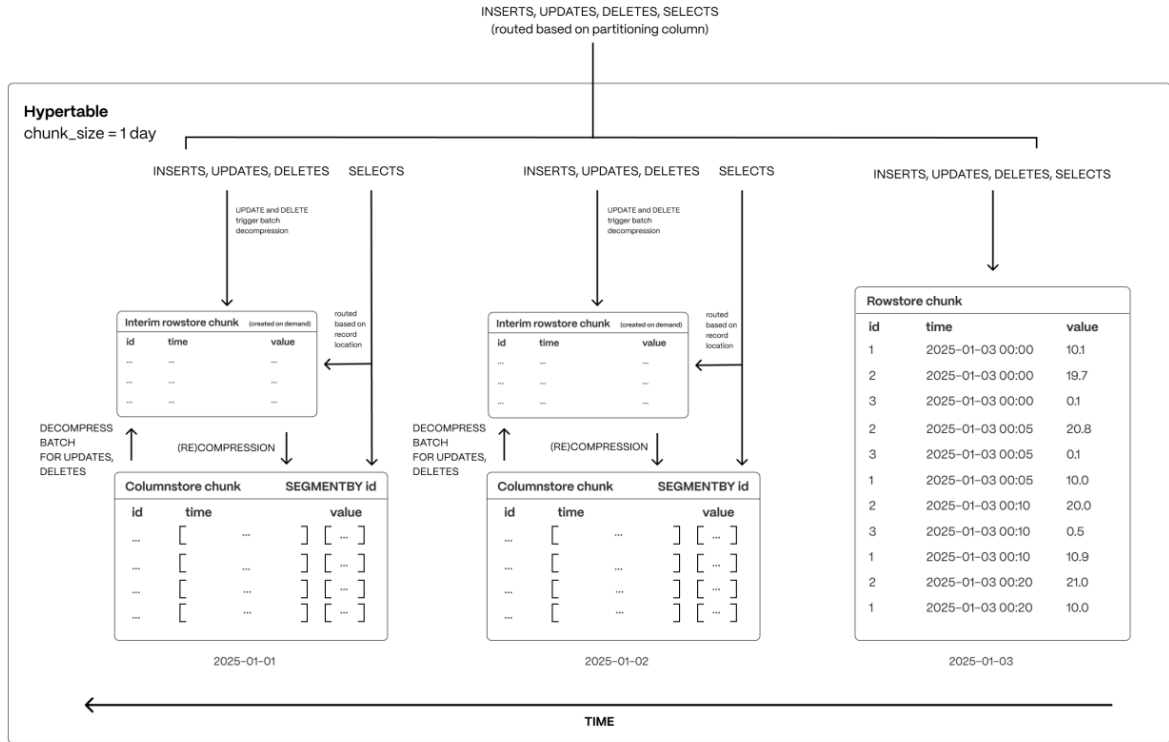 INSERTS, UPDATES, DELETES, SELECTS
(routed based on partitioning column)
Hypertable
chunk_size = 1 day
INSERTS, UPDATES, DELETES
SELECTS
UPDATE and DELETE
trigger batch
decompression
routed
based on
record
location
Interim rowstore chunk (created on demand)
id time value
... ... ...
... ... ...
... ... ...
DECOMPRESS
BATCH
FOR UPDATES,
DELETES
(RE)COMPRESSION
Columnstore chunk SEGMENTBY id
id time value
... [ ... ] [ ... ]
... [ ... ] [ ... ]
... [ ... ] [ ... ]
... [ ... ] [ ... ]
2025-01-01
INSERTS, UPDATES, DELETES
SELECTS
UPDATE and DELETE
trigger batch
decompression
routed
based on
record
location
Interim rowstore chunk (created on demand)
id time value
... ... ...
... ... ...
... ... ...
DECOMPRESS
BATCH
FOR UPDATES,
DELETES
(RE)COMPRESSION
Columnstore chunk SEGMENTBY id
id time value
... [ ... ] [ ... ]
... [ ... ] [ ... ]
... [ ... ] [ ... ]
... [ ... ] [ ... ]
2025-01-02
INSERTS, UPDATES, DELETES, SELECTS
Rowstore chunk
id time value
1 2025-01-03 00:00 10.1
2 2025-01-03 00:00 19.7
3 2025-01-03 00:00 0.1
2 2025-01-03 00:05 20.8
3 2025-01-03 00:05 0.1
1 2025-01-03 00:05 10.0
2 2025-01-03 00:10 20.0
3 2025-01-03 00:10 0.5
1 2025-01-03 00:10 10.9
2 2025-01-03 00:20 21.0
1 2025-01-03 00:20 10.0
2025-01-03
TIME